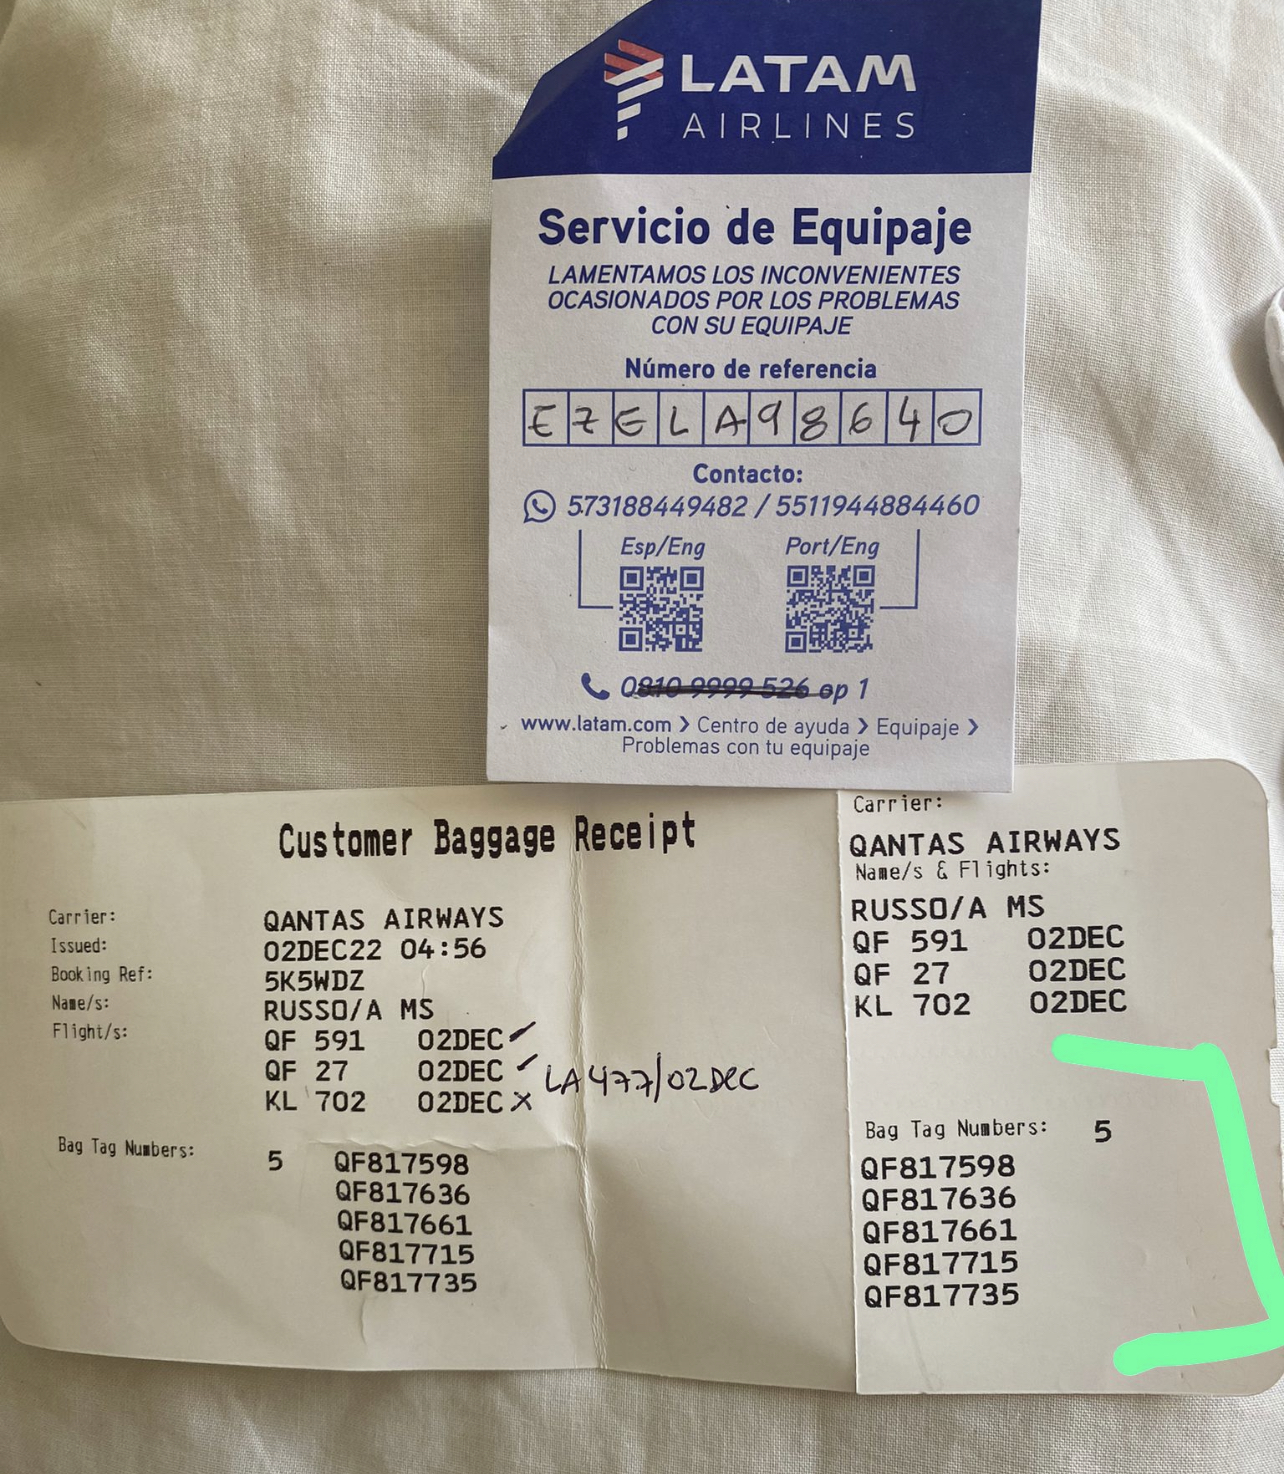 LATAM
AIRLINES
Servicio de Equipaje
LAMENTAMOS LOS INCONVENIENTES
OCASIONADOS POR LOS PROBLEMAS
CON SU EQUIPAJE
Número de referencia
EZELA98640
Contacto:
573188449482 / 5511944884460
Esp/Eng Port/Eng
0810 9999 526 op 1
www.latam.com > Centro de ayuda > Equipaje >
Problemas con tu equipaje
Customer Baggage Receipt
Carrier: QANTAS AIRWAYS
Issued: 02DEC22 04:56
Booking Ref: 5K5WDZ
Name/s: RUSSO/A MS
Flight/s: QF 591 02DEC ✓
QF 27 02DEC ✓ LA477/02DEC
KL 702 02DEC X
Bag Tag Numbers: 5 QF817598
QF817636
QF817661
QF817715
QF817735
Carrier:
QANTAS AIRWAYS
Name/s & Flights:
RUSSO/A MS
QF 591 02DEC
QF 27 02DEC
KL 702 02DEC
Bag Tag Numbers: 5
QF817598
QF817636
QF817661
QF817715
QF817735